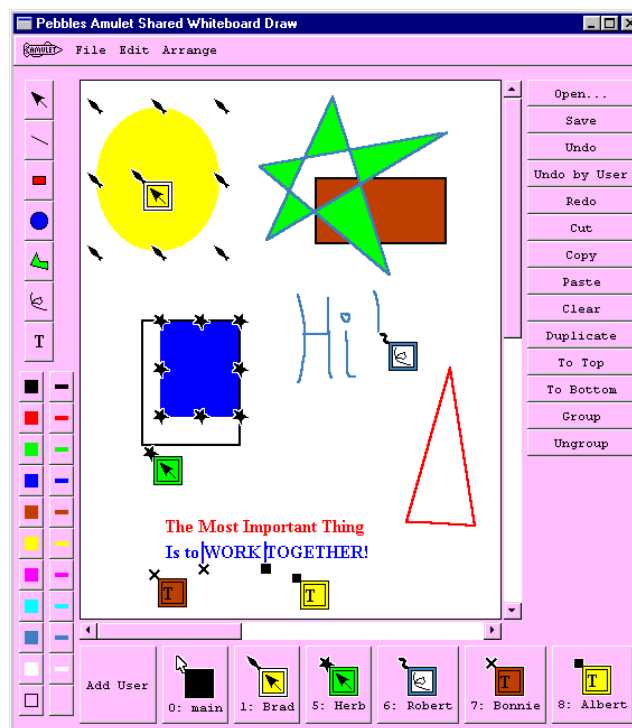 Pebbles Amulet Shared Whiteboard Draw
AMULET File Edit Arrange
Open...
Save
Undo
Undo by User
Redo
Cut
Copy
Paste
Clear
Duplicate
To Top
To Bottom
Group
Ungroup
T
Hi!
The Most Important Thing
Is to WORK TOGETHER!
T T
Add User
0: main
1: Brad
5: Herb
6: Robert
T
7: Bonnie
T
8: Albert